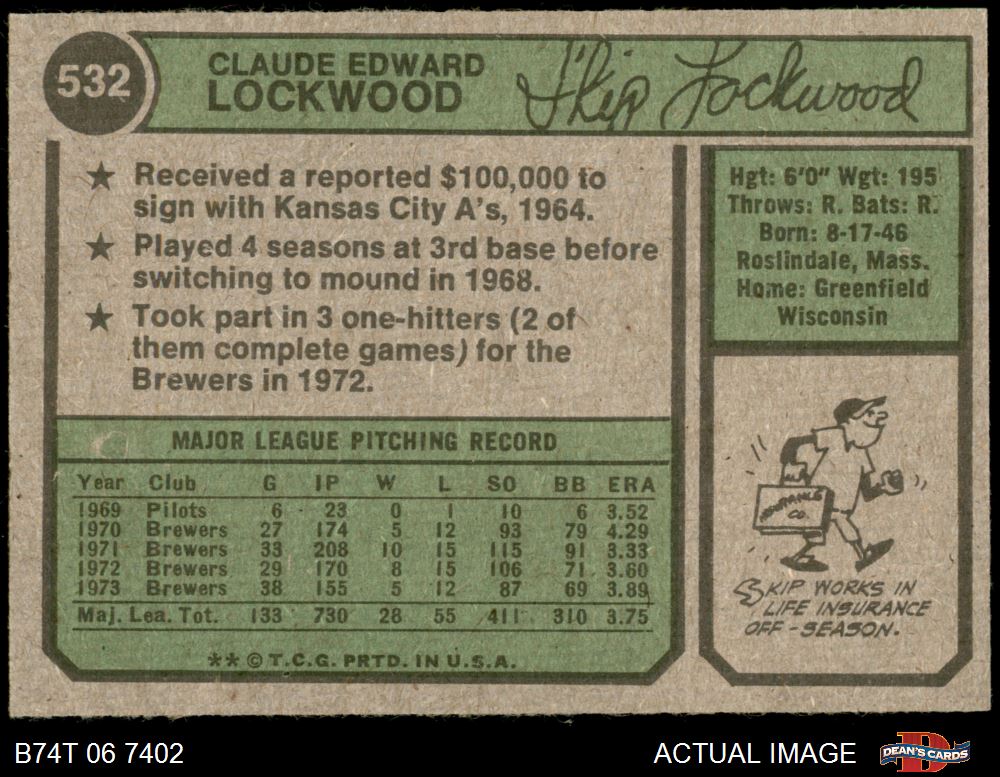 532
CLAUDE EDWARD
LOCKWOOD
Skip Lockwood
★ Received a reported $100,000 to
sign with Kansas City A's, 1964.
★ Played 4 seasons at 3rd base before
switching to mound in 1968.
★ Took part in 3 one-hitters (2 of
them complete games) for the
Brewers in 1972.
Hgt: 6'0" Wgt: 195
Throws: R. Bats: R.
Born: 8-17-46
Roslindale, Mass.
Home: Greenfield
Wisconsin
MAJOR LEAGUE PITCHING RECORD
Year Club G IP W L SO BB ERA
1969 Pilots 6 23 0 1 10 6 3.52
1970 Brewers 27 174 5 12 93 79 4.29
1971 Brewers 33 208 10 15 115 91 3.33
1972 Brewers 29 170 8 15 106 71 3.60
1973 Brewers 38 155 5 12 87 69 3.89
Maj. Lea. Tot. 133 730 28 55 411 310 3.75
** © T.C.G. PRTD. IN U.S.A.
INSURANCE
CO.
SKIP WORKS IN
LIFE INSURANCE
OFF-SEASON.
B74T 06 7402
ACTUAL IMAGE
DEAN'S CARDS